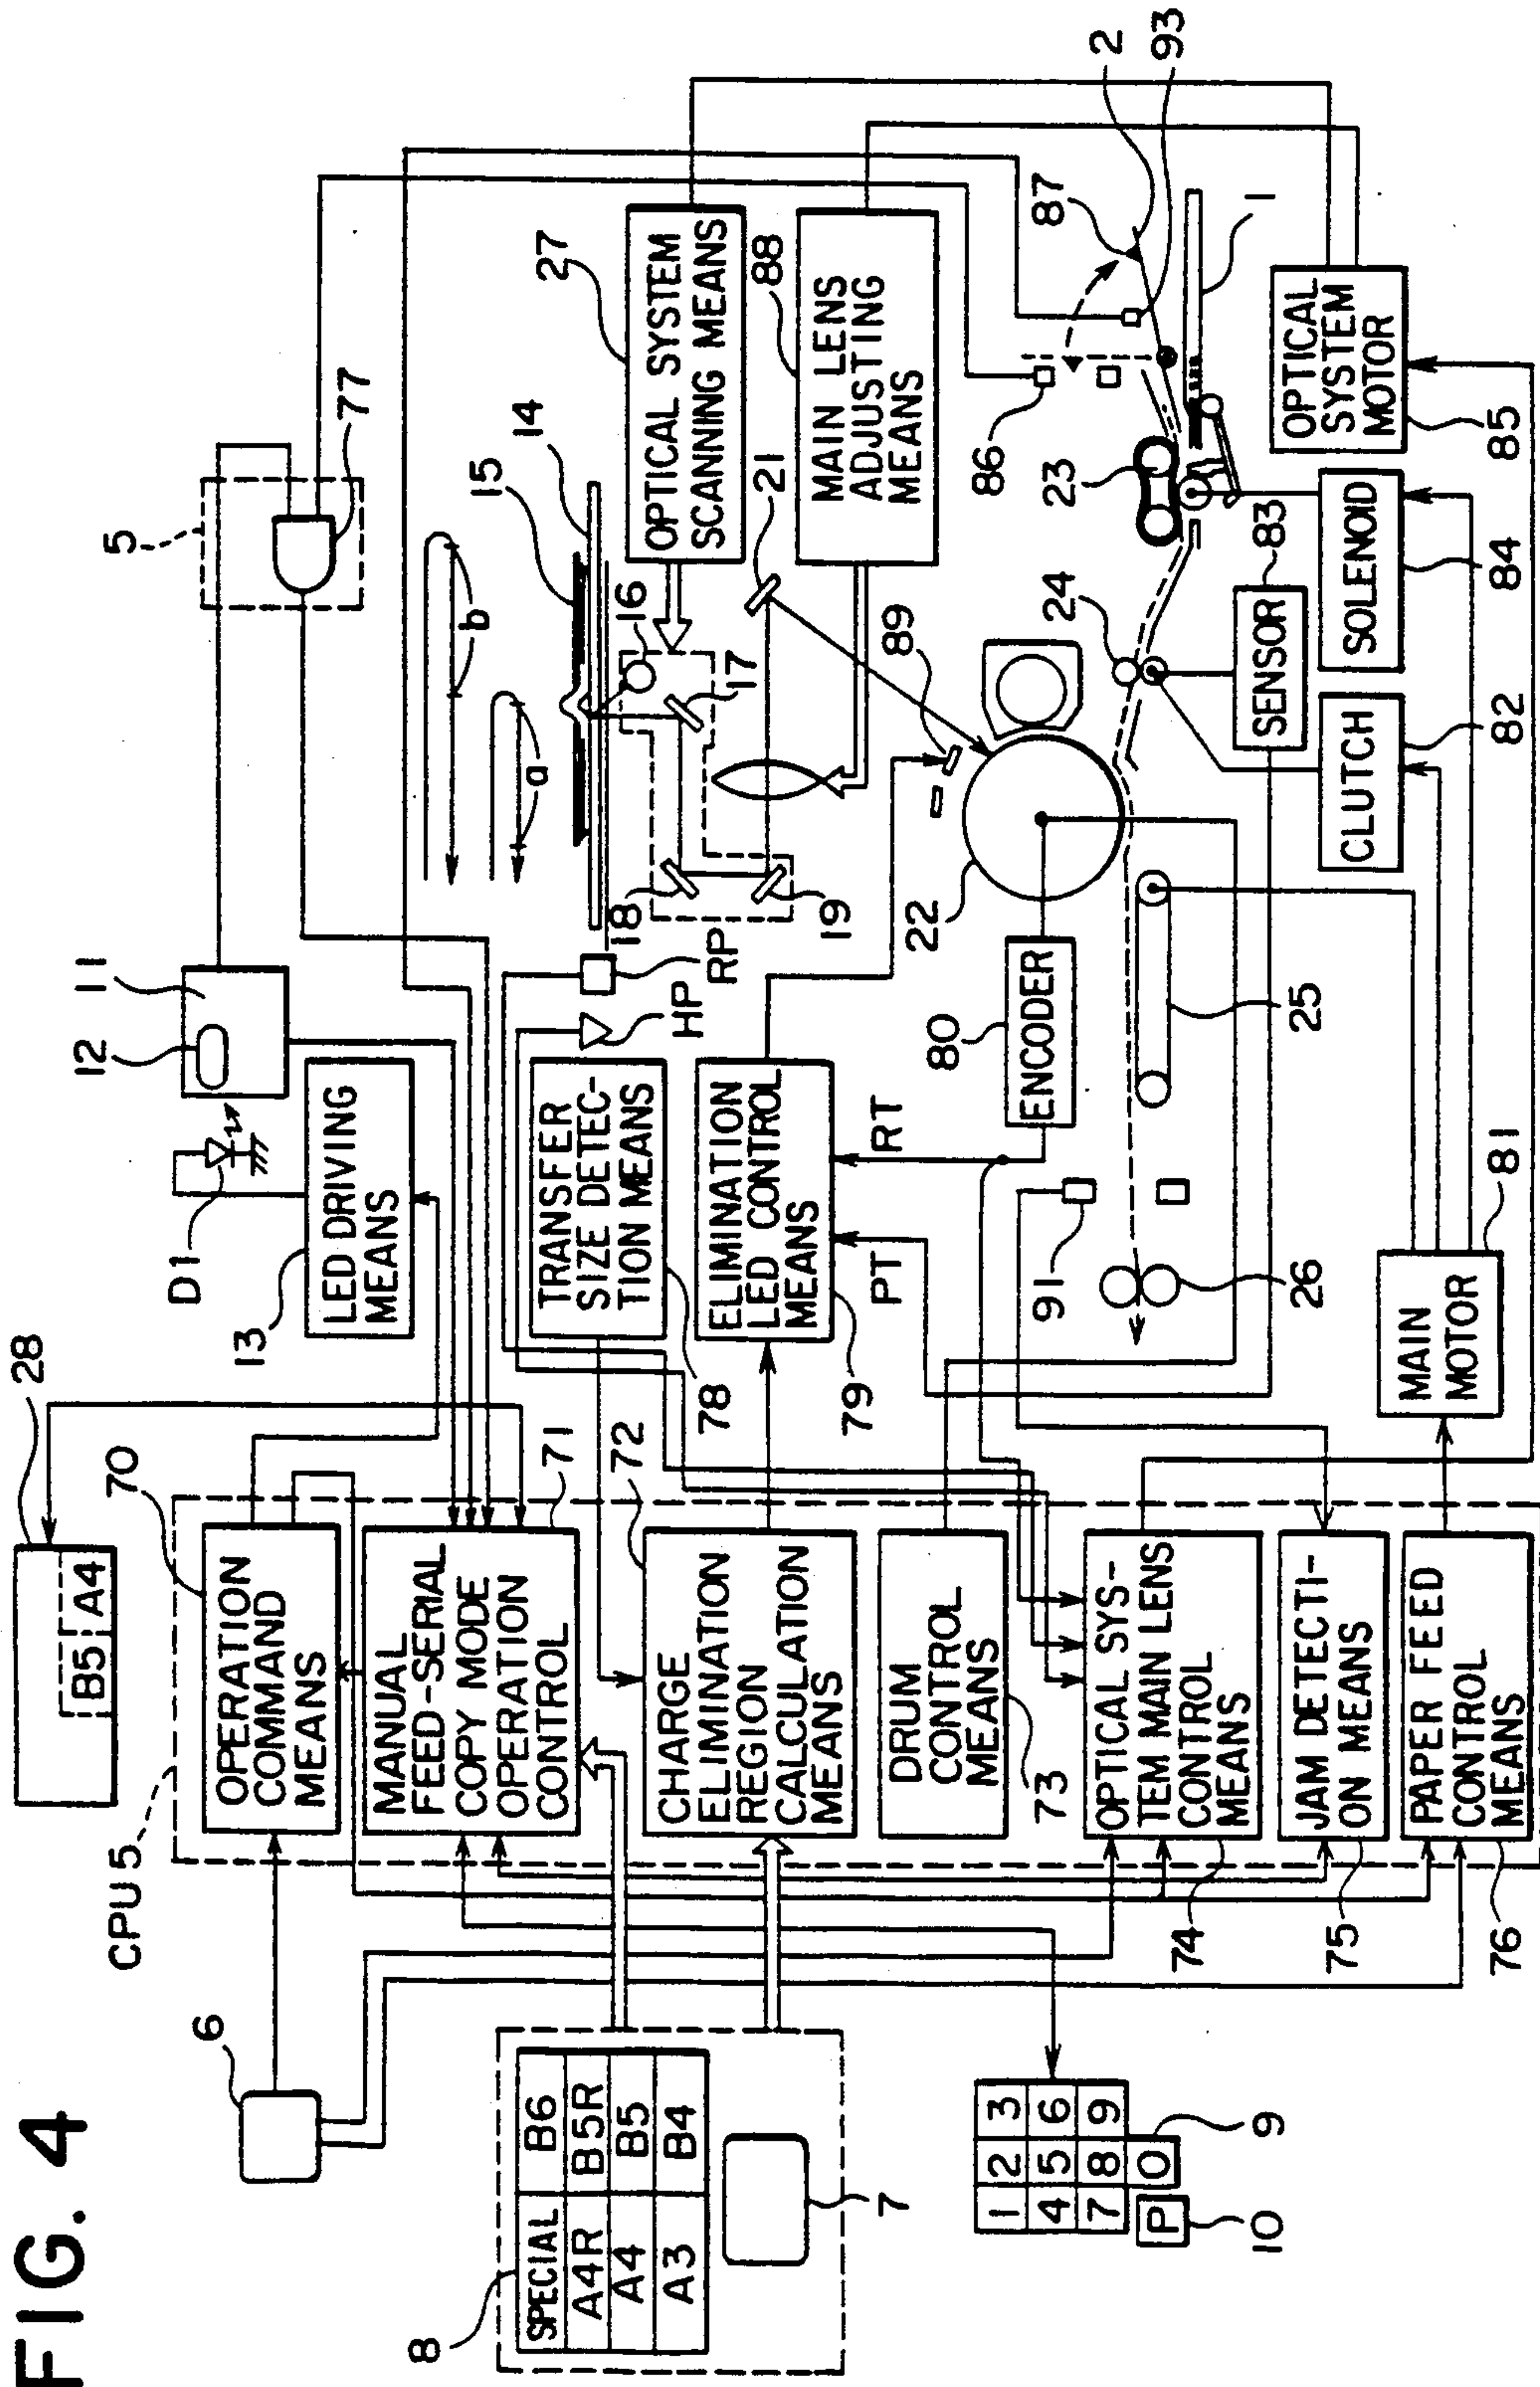 FIG. 4
8
SPECIAL B6
A4R B5R
A4 B5
A3 B4
7
6
1 2 3
4 5 6
7 8 9
P 0
10
9
CPU 5
28
B5 A4
70
OPERATION
COMMAND
MEANS
MANUAL
FEED-SERIAL
COPY MODE
OPERATION
CONTROL
71
72
CHARGE
ELIMINATION
REGION
CALCULATION
MEANS
DRUM
CONTROL
MEANS
73
OPTICAL SYS-
TEM MAIN LENS
CONTROL
MEANS
74
JAM DETECTI-
ON MEANS
75
PAPER FEED
CONTROL
MEANS
76
D1
13
LED DRIVING
MEANS
12
11
TRANSFER
SIZE DETEC-
TION MEANS
78
ELIMINATION
LED CONTROL
MEANS
79
HP
RP
PT
RT
80
ENCODER
91
26
25
MAIN
MOTOR
81
5
77
a
b
15
14
16
17
18
19
21
22
89
27
OPTICAL SYSTEM
SCANNING MEANS
88
MAIN LENS
ADJUSTING
MEANS
24
23
86
87
2
93
1
CLUTCH
82
SENSOR
83
SOLENOID
84
OPTICAL
SYSTEM
MOTOR
85